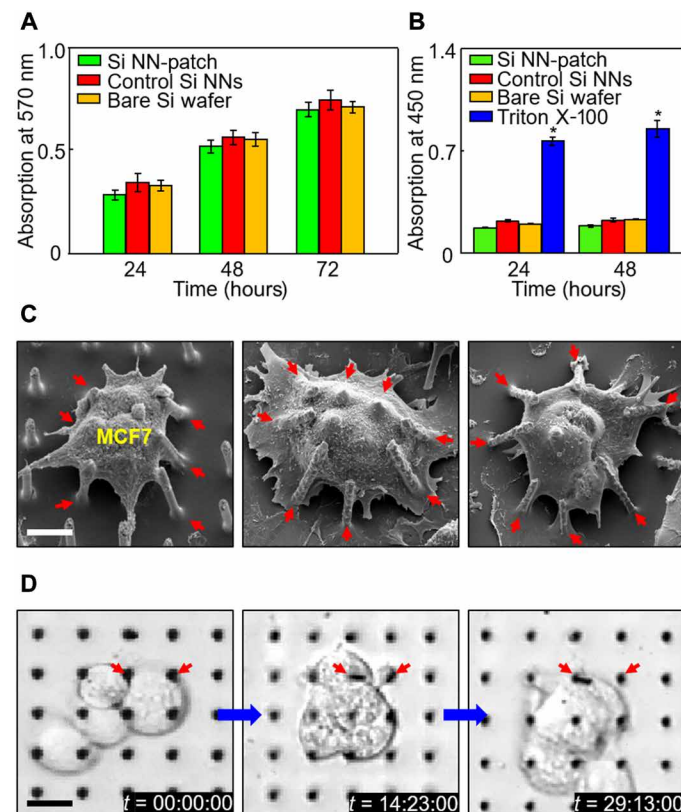 A
Absorption at 570 nm
1.0
0.5
0
Si NN-patch
Control Si NNs
Bare Si wafer
24 48 72
Time (hours)
B
Absorption at 450 nm
1.4
0.7
0
Si NN-patch
Control Si NNs
Bare Si wafer
Triton X-100
* *
24 48
Time (hours)
C
MCF7
D
t = 00:00:00
t = 14:23:00
t = 29:13:00